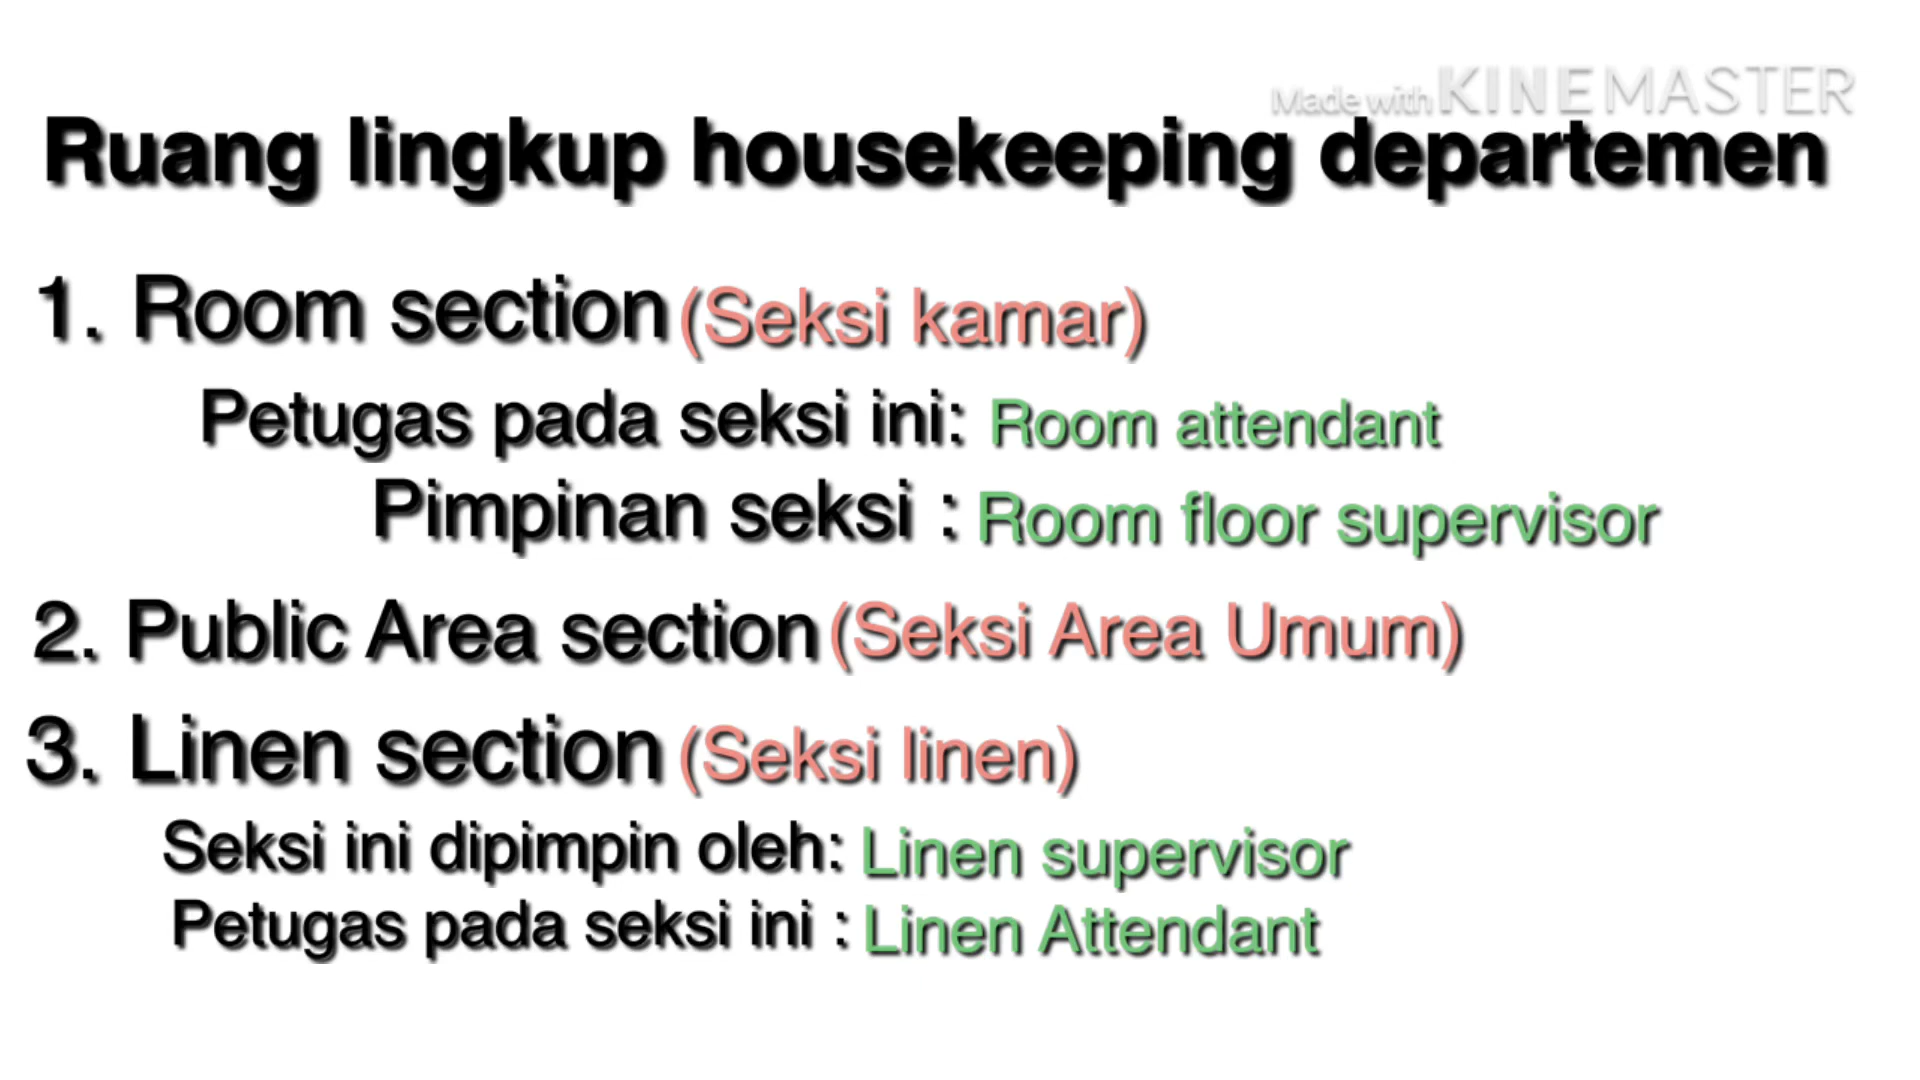 Made with KINEMASTER
Ruang lingkup housekeeping departemen
1. Room section (Seksi kamar)
Petugas pada seksi ini: Room attendant
Pimpinan seksi : Room floor supervisor
2. Public Area section (Seksi Area Umum)
3. Linen section (Seksi linen)
Seksi ini dipimpin oleh: Linen supervisor
Petugas pada seksi ini : Linen Attendant